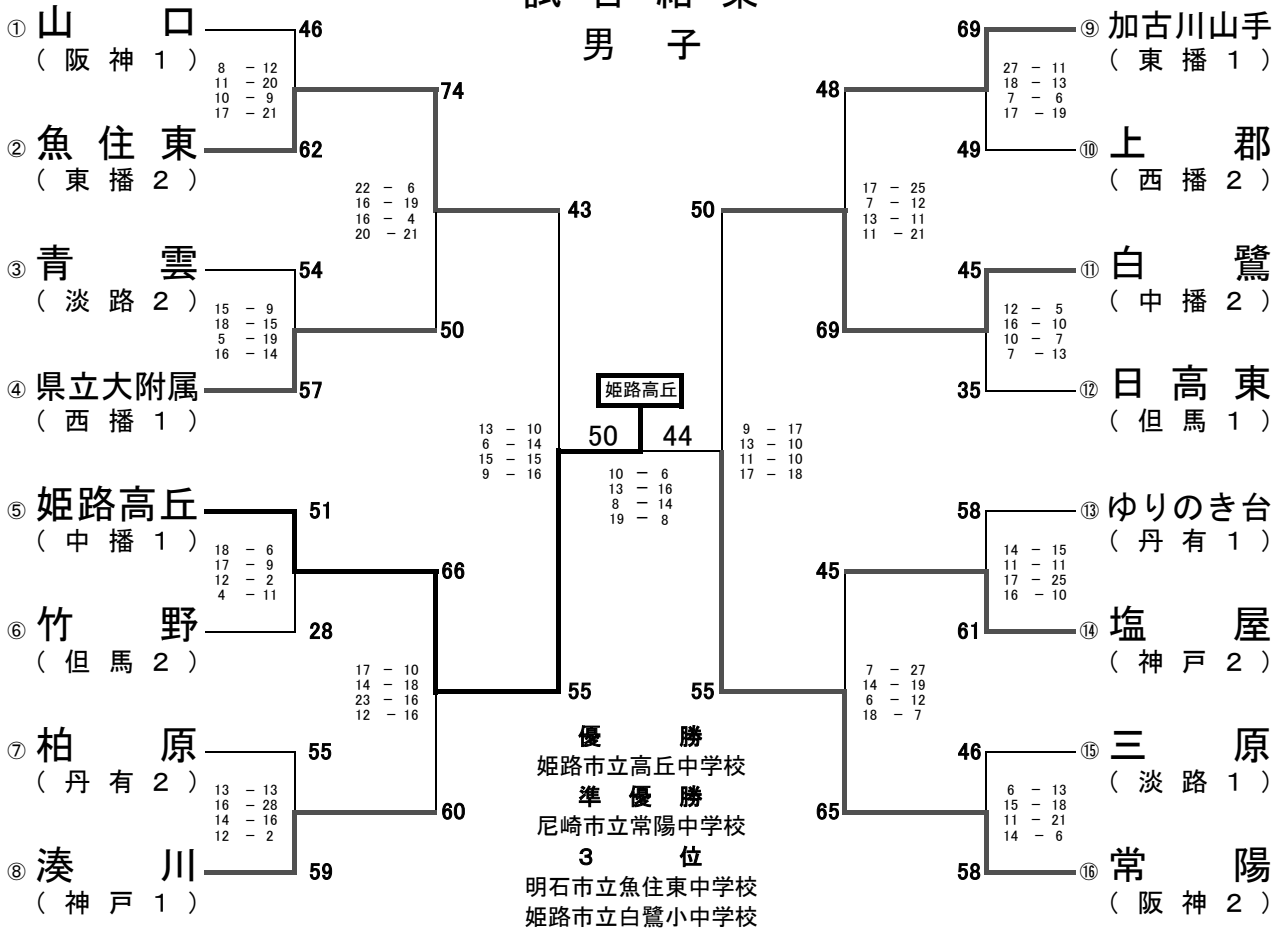 試 合 結 果
男 子
① 山 口
( 阪 神 1 )
46
8 - 12
11 - 20
10 - 9
17 - 21
② 魚 住 東
( 東 播 2 )
62
74
22 - 6
16 - 19
16 - 4
20 - 21
③ 青 雲
( 淡 路 2 )
54
15 - 9
18 - 15
5 - 19
16 - 14
④ 県立大附属
( 西 播 1 )
57
50
43
13 - 10
6 - 14
15 - 15
9 - 16
⑤ 姫路高丘
( 中 播 1 )
51
18 - 6
17 - 9
12 - 2
4 - 11
⑥ 竹 野
( 但 馬 2 )
28
66
17 - 10
14 - 18
23 - 16
12 - 16
⑦ 柏 原
( 丹 有 2 )
55
13 - 13
16 - 28
14 - 16
12 - 2
⑧ 湊 川
( 神 戸 1 )
59
60
55
姫路高丘
50 44
10 - 6
13 - 16
8 - 14
19 - 8
69
⑨ 加古川山手
( 東 播 1 )
27 - 11
18 - 13
7 - 6
17 - 19
49
⑩ 上 郡
( 西 播 2 )
48
17 - 25
7 - 12
13 - 11
11 - 21
45
⑪ 白 鷺
( 中 播 2 )
12 - 5
16 - 10
10 - 7
7 - 13
35
⑫ 日 高 東
( 但 馬 1 )
69
50
9 - 17
13 - 10
11 - 10
17 - 18
58
⑬ ゆりのき台
( 丹 有 1 )
14 - 15
11 - 11
17 - 25
16 - 10
61
⑭ 塩 屋
( 神 戸 2 )
45
7 - 27
14 - 19
6 - 12
18 - 7
46
⑮ 三 原
( 淡 路 1 )
6 - 13
15 - 18
11 - 21
14 - 6
58
⑯ 常 陽
( 阪 神 2 )
65
55
優 勝
姫路市立高丘中学校
準 優 勝
尼崎市立常陽中学校
3 位
明石市立魚住東中学校
姫路市立白鷺小中学校